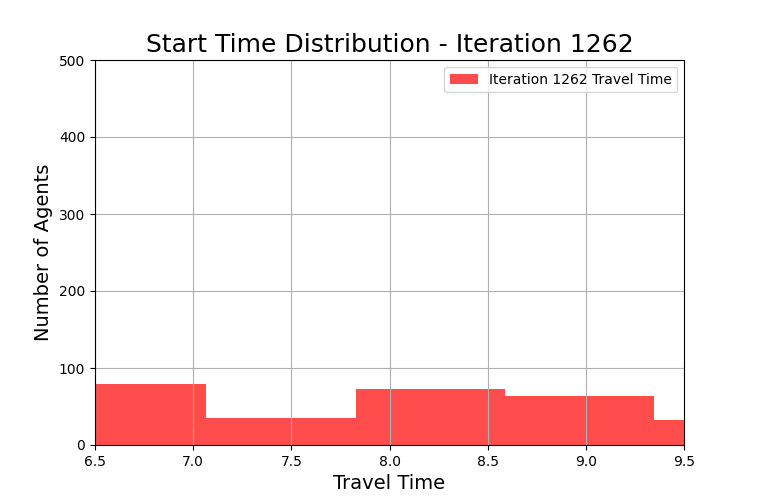 Start Time Distribution - Iteration 1262
Iteration 1262 Travel Time
Number of Agents
500
400
300
200
100
0
6.5 7.0 7.5 8.0 8.5 9.0 9.5
Travel Time